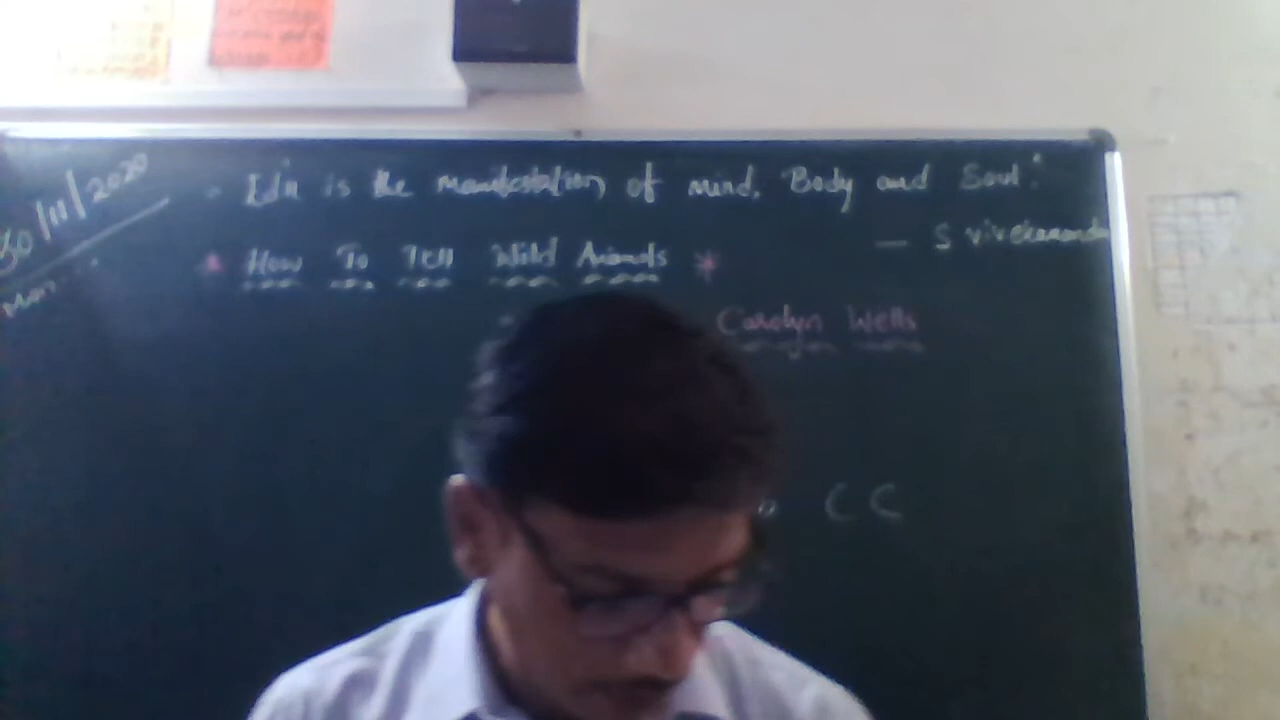 30/11/2020
Edn is the manifestation of mind, Body and Soul"
— S vivekananda
* How To Tell Wild Animals *
Carolyn Wells
CC